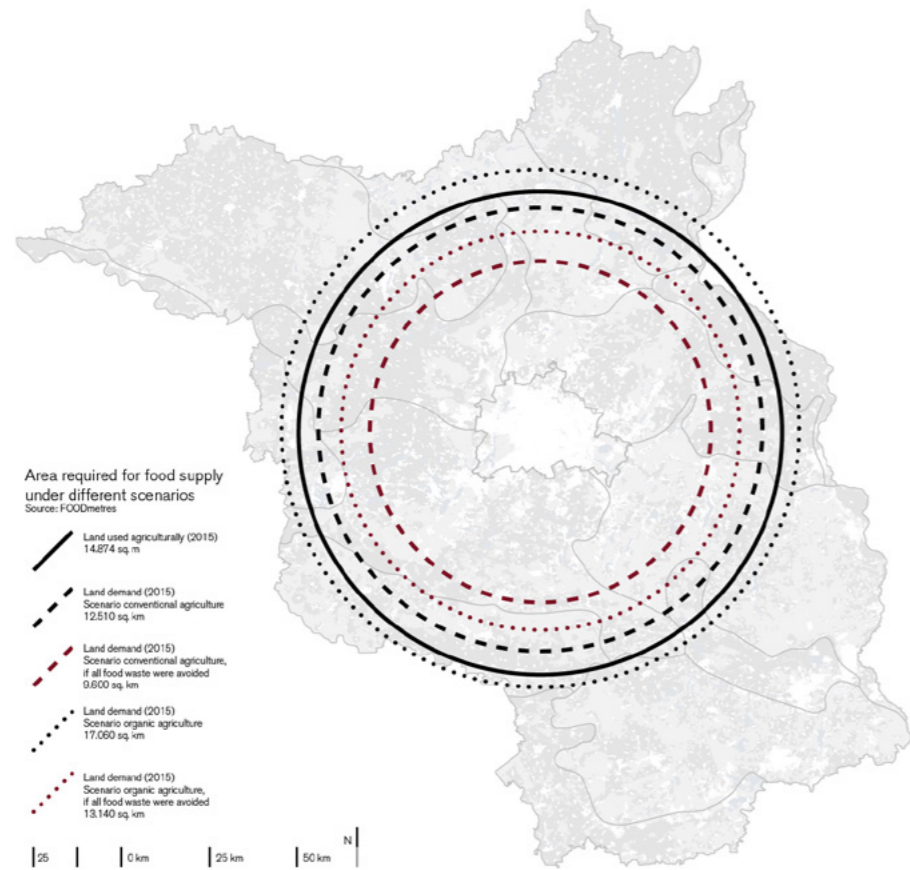 Area required for food supply
under different scenarios
Source: FOODmetres
Land used agriculturally (2015)
14.874 sq. m
Land demand (2015)
Scenario conventional agriculture
12.510 sq. km
Land demand (2015)
Scenario conventional agriculture,
if all food waste were avoided
9.600 sq. km
Land demand (2015)
Scenario organic agriculture
17.060 sq. km
Land demand (2015)
Scenario organic agriculture,
if all food waste were avoided
13.140 sq. km
N
25 0 km 25 km 50 km